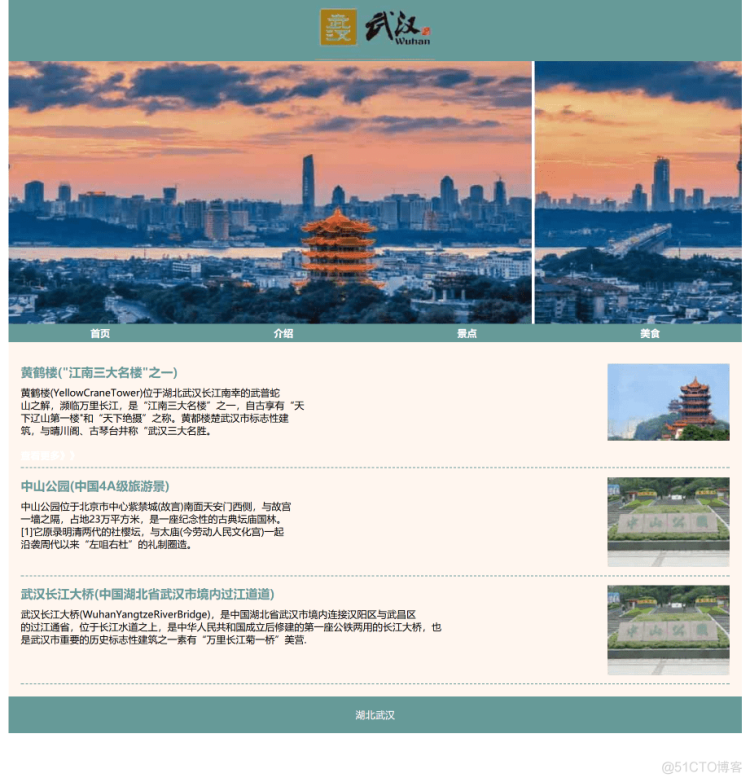 武汉
武汉
Wuhan
首页
介绍
景点
美食
黄鹤楼("江南三大名楼"之一)
黄鹤楼(YellowCraneTower)位于湖北武汉长江南幸的武普蛇
山之解，濒临万里长江，是“江南三大名楼”之一，自古享有“天
下辽山第一楼"和“天下绝摄”之称。黄都楼楚武汉市标志性建
筑，与晴川阁、古琴台并称“武汉三大名胜。
中山公园(中国4A级旅游景)
中山公园位于北京市中心紫禁城(故宫)南面天安门西侧，与故宫
一墙之隔，占地23万平方米，是一座纪念性的古典坛庙国林。
[1]它原录明清两代的社樱坛，与太庙(今劳动人民文化宫)一起
沿袭周代以来“左咀右杜”的礼制圈造。
中山公园
武汉长江大桥(中国湖北省武汉市境内过江道道)
武汉长江大桥(WuhanYangtzeRiverBridge)，是中国湖北省武汉市境内连接汉阳区与武昌区
的过江通省，位于长江水道之上，是中华人民共和国成立后修建的第一座公铁两用的长江大桥，也
是武汉市重要的历史标志性建筑之一素有“万里长江菊一桥”美营.
中山公园
湖北武汉
@51CTO博客